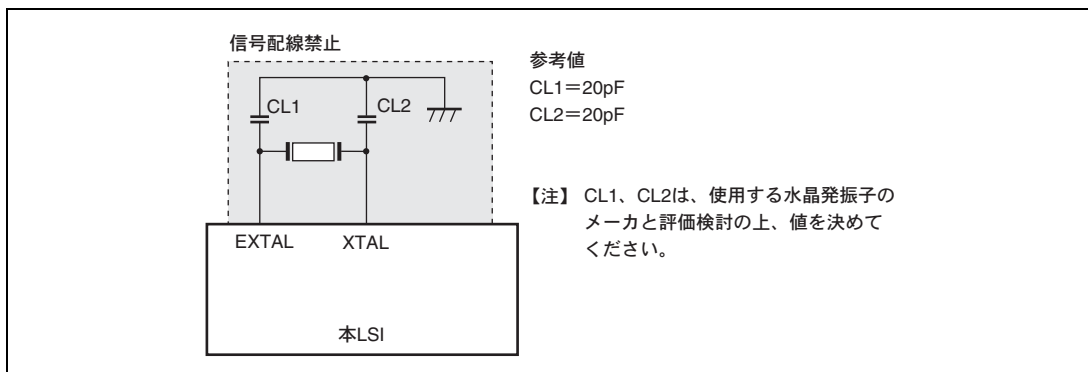 信号配線禁止
CL1
CL2
EXTAL
XTAL
本LSI
参考値
CL1＝20pF
CL2＝20pF
【注】 CL1、CL2は、使用する水晶発振子の
メーカと評価検討の上、値を決めて
ください。